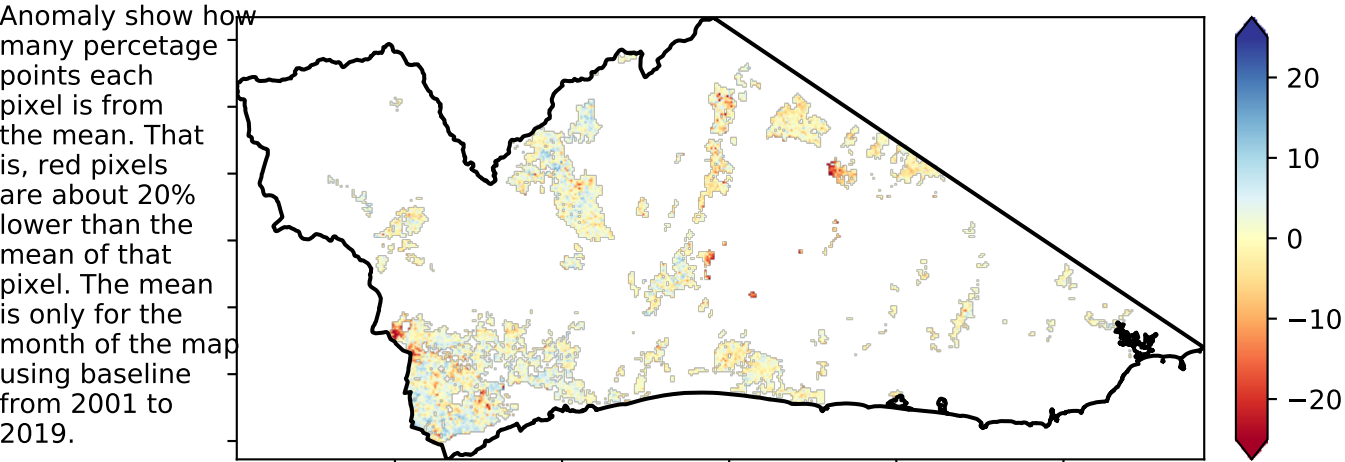 Anomaly show how
many percetage
points each
pixel is from
the mean. That
is, red pixels
are about 20%
lower than the
mean of that
pixel. The mean
is only for the
month of the map
using baseline
from 2001 to
2019.
20
10
0
−10
−20